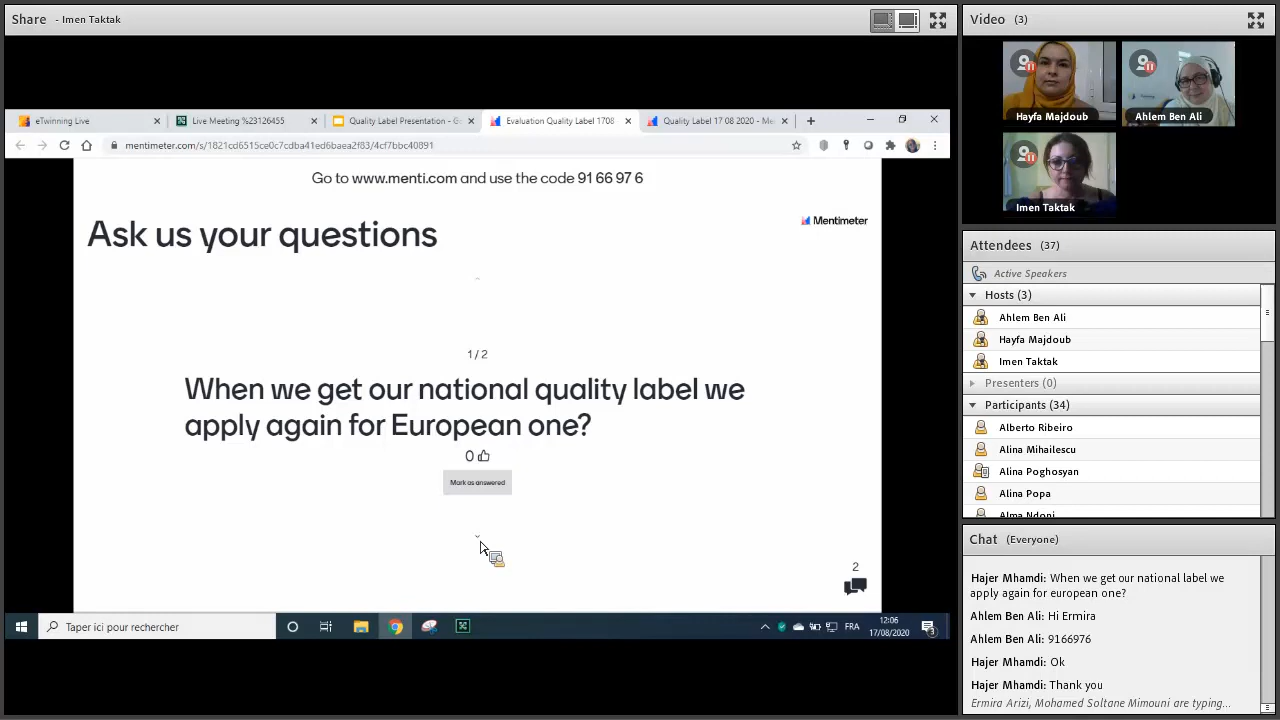 Share - Imen Taktak
eTwinning Live
Live Meeting %23126455
Quality Label Presentation - G
Evaluation Quality Label 1708
Quality Label 17 08 2020 - Me
mentimeter.com/s/1821cd6515ce0c7cdba41ed6baea2f83/4cf7bbc40891
Go to www.menti.com and use the code 91 66 97 6
Mentimeter
Ask us your questions
1 / 2
When we get our national quality label we
apply again for European one?
0
Mark as answered
2
Taper ici pour rechercher
FRA
12:06
17/08/2020
3
Video (3)
Hayfa Majdoub
Ahlem Ben Ali
Imen Taktak
Attendees (37)
Active Speakers
Hosts (3)
Ahlem Ben Ali
Hayfa Majdoub
Imen Taktak
Presenters (0)
Participants (34)
Alberto Ribeiro
Alina Mihailescu
Alina Poghosyan
Alina Popa
Alma Ndoni
Chat (Everyone)
Hajer Mhamdi: When we get our national label we
apply again for european one?
Ahlem Ben Ali: Hi Ermira
Ahlem Ben Ali: 9166976
Hajer Mhamdi: Ok
Hajer Mhamdi: Thank you
Ermira Arizi, Mohamed Soltane Mimouni are typing...